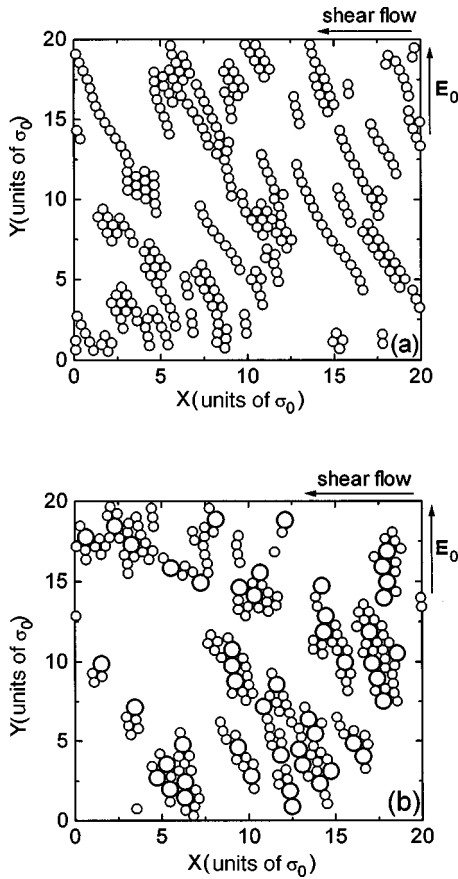 shear flow
E₀
20
15
10
5
0
Y(units of σ₀)
(a)
0 5 10 15 20
X(units of σ₀)
shear flow
E₀
20
15
10
5
0
Y(units of σ₀)
(b)
0 5 10 15 20
X(units of σ₀)